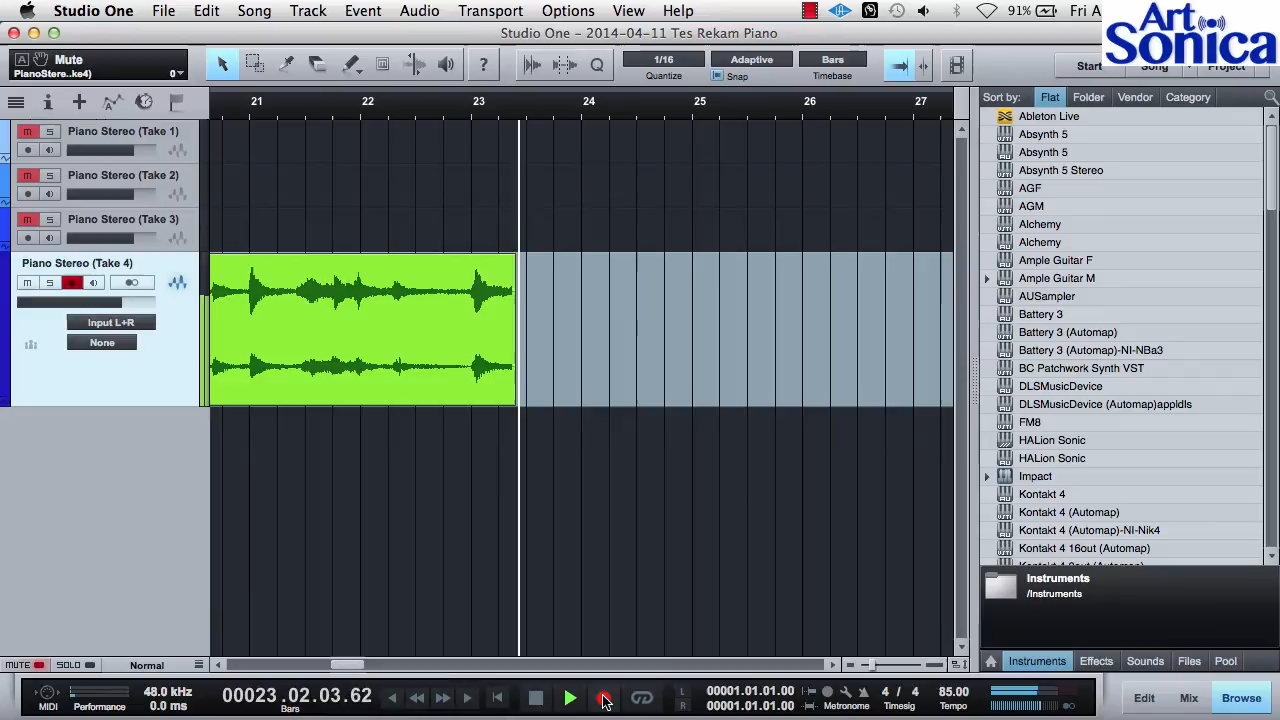 Studio One File Edit Song Track Event Audio Transport Options View Help 91% Fri A
Art
Sonica
Studio One - 2014-04-11 Tes Rekam Piano
Mute
PianoStere..ke4) 0
1/16 Adaptive Bars
Quantize Snap Timebase
Start Song Project
21 22 23 24 25 26 27
Sort by: Flat Folder Vendor Category
M S Piano Stereo (Take 1)
M S Piano Stereo (Take 2)
M S Piano Stereo (Take 3)
Piano Stereo (Take 4)
M S
Input L+R
None
Ableton Live
Absynth 5
Absynth 5
Absynth 5 Stereo
AGF
AGM
Alchemy
Alchemy
Ample Guitar F
Ample Guitar M
AUSampler
Battery 3
Battery 3 (Automap)
Battery 3 (Automap)-NI-NBa3
BC Patchwork Synth VST
DLSMusicDevice
DLSMusicDevice (Automap)appldls
FM8
HALion Sonic
HALion Sonic
Impact
Kontakt 4
Kontakt 4 (Automap)
Kontakt 4 (Automap)-NI-Nik4
Kontakt 4 16out (Automap)
Instruments
/Instruments
MUTE SOLO Normal
Instruments Effects Sounds Files Pool
MIDI Performance 48.0 kHz 00023.02.03.62 Bars
L 00001.01.01.00
R 00001.01.01.00
Metronome 4 / 4 Timesig 85.00 Tempo
Edit Mix Browse